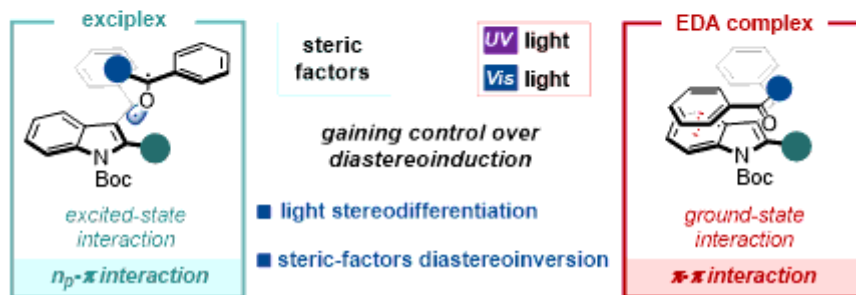 exciplex
O
N
Boc
excited-state
interaction
np-π interaction
steric
factors
UV light
Vis light
gaining control over
diastereoinduction
■ light stereodifferentiation
■ steric-factors diastereoinversion
EDA complex
O
N
Boc
ground-state
interaction
π-π interaction